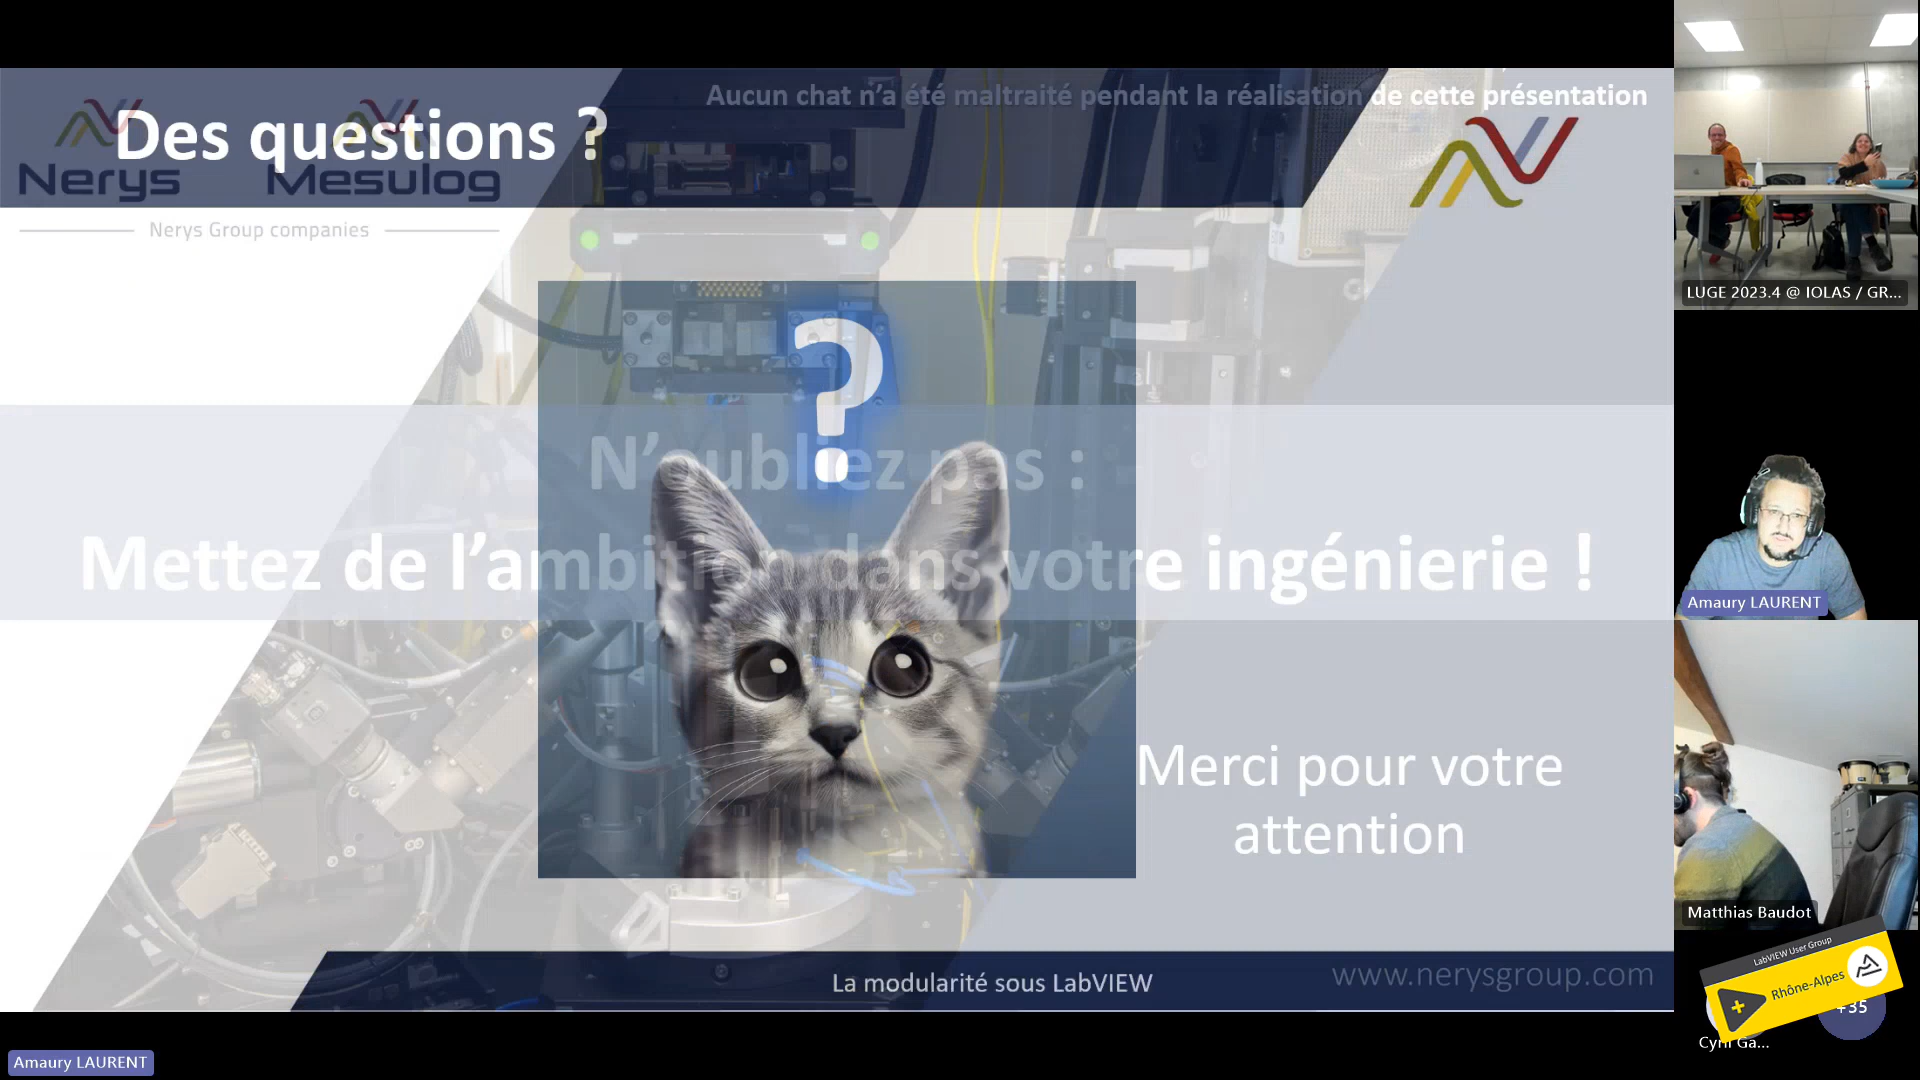 Aucun chat n'a été maltraité pendant la réalisation de cette présentation
Des questions ?
Nerys
Mesulog
Nerys Group companies
?
N'oubliez pas :
Mettez de l'ambition dans votre ingénierie !
Merci pour votre
attention
La modularité sous LabVIEW
www.nerysgroup.com
Amaury LAURENT
LUGE 2023.4 @ IOLAS / GR...
Amaury LAURENT
Matthias Baudot
LabVIEW User Group
Rhône-Alpes
+35
Cyril Ga...